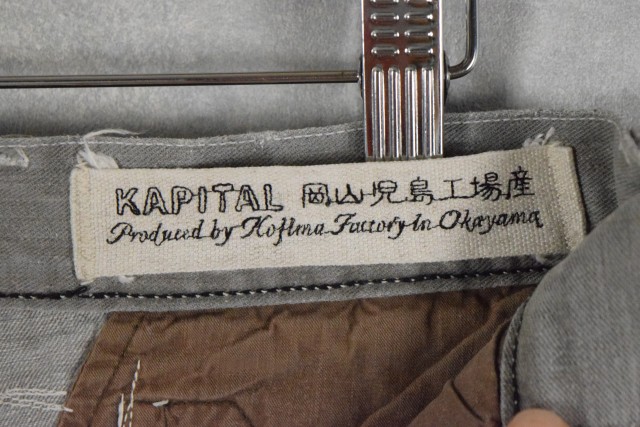 KAPITAL 岡山児島工場産
Produced by Kojima Factory In Okayama